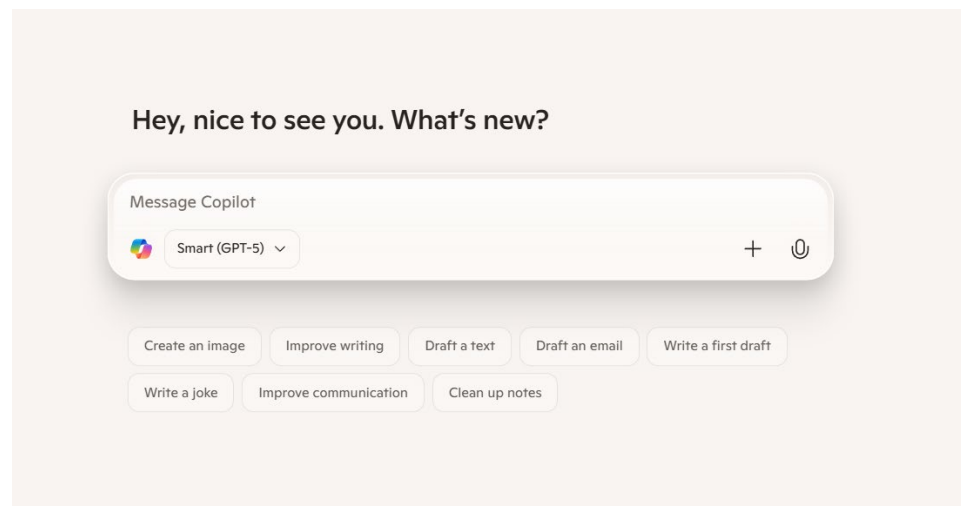 Hey, nice to see you. What's new?
Message Copilot
Smart (GPT-5)
Create an image Improve writing Draft a text Draft an email Write a first draft
Write a joke Improve communication Clean up notes